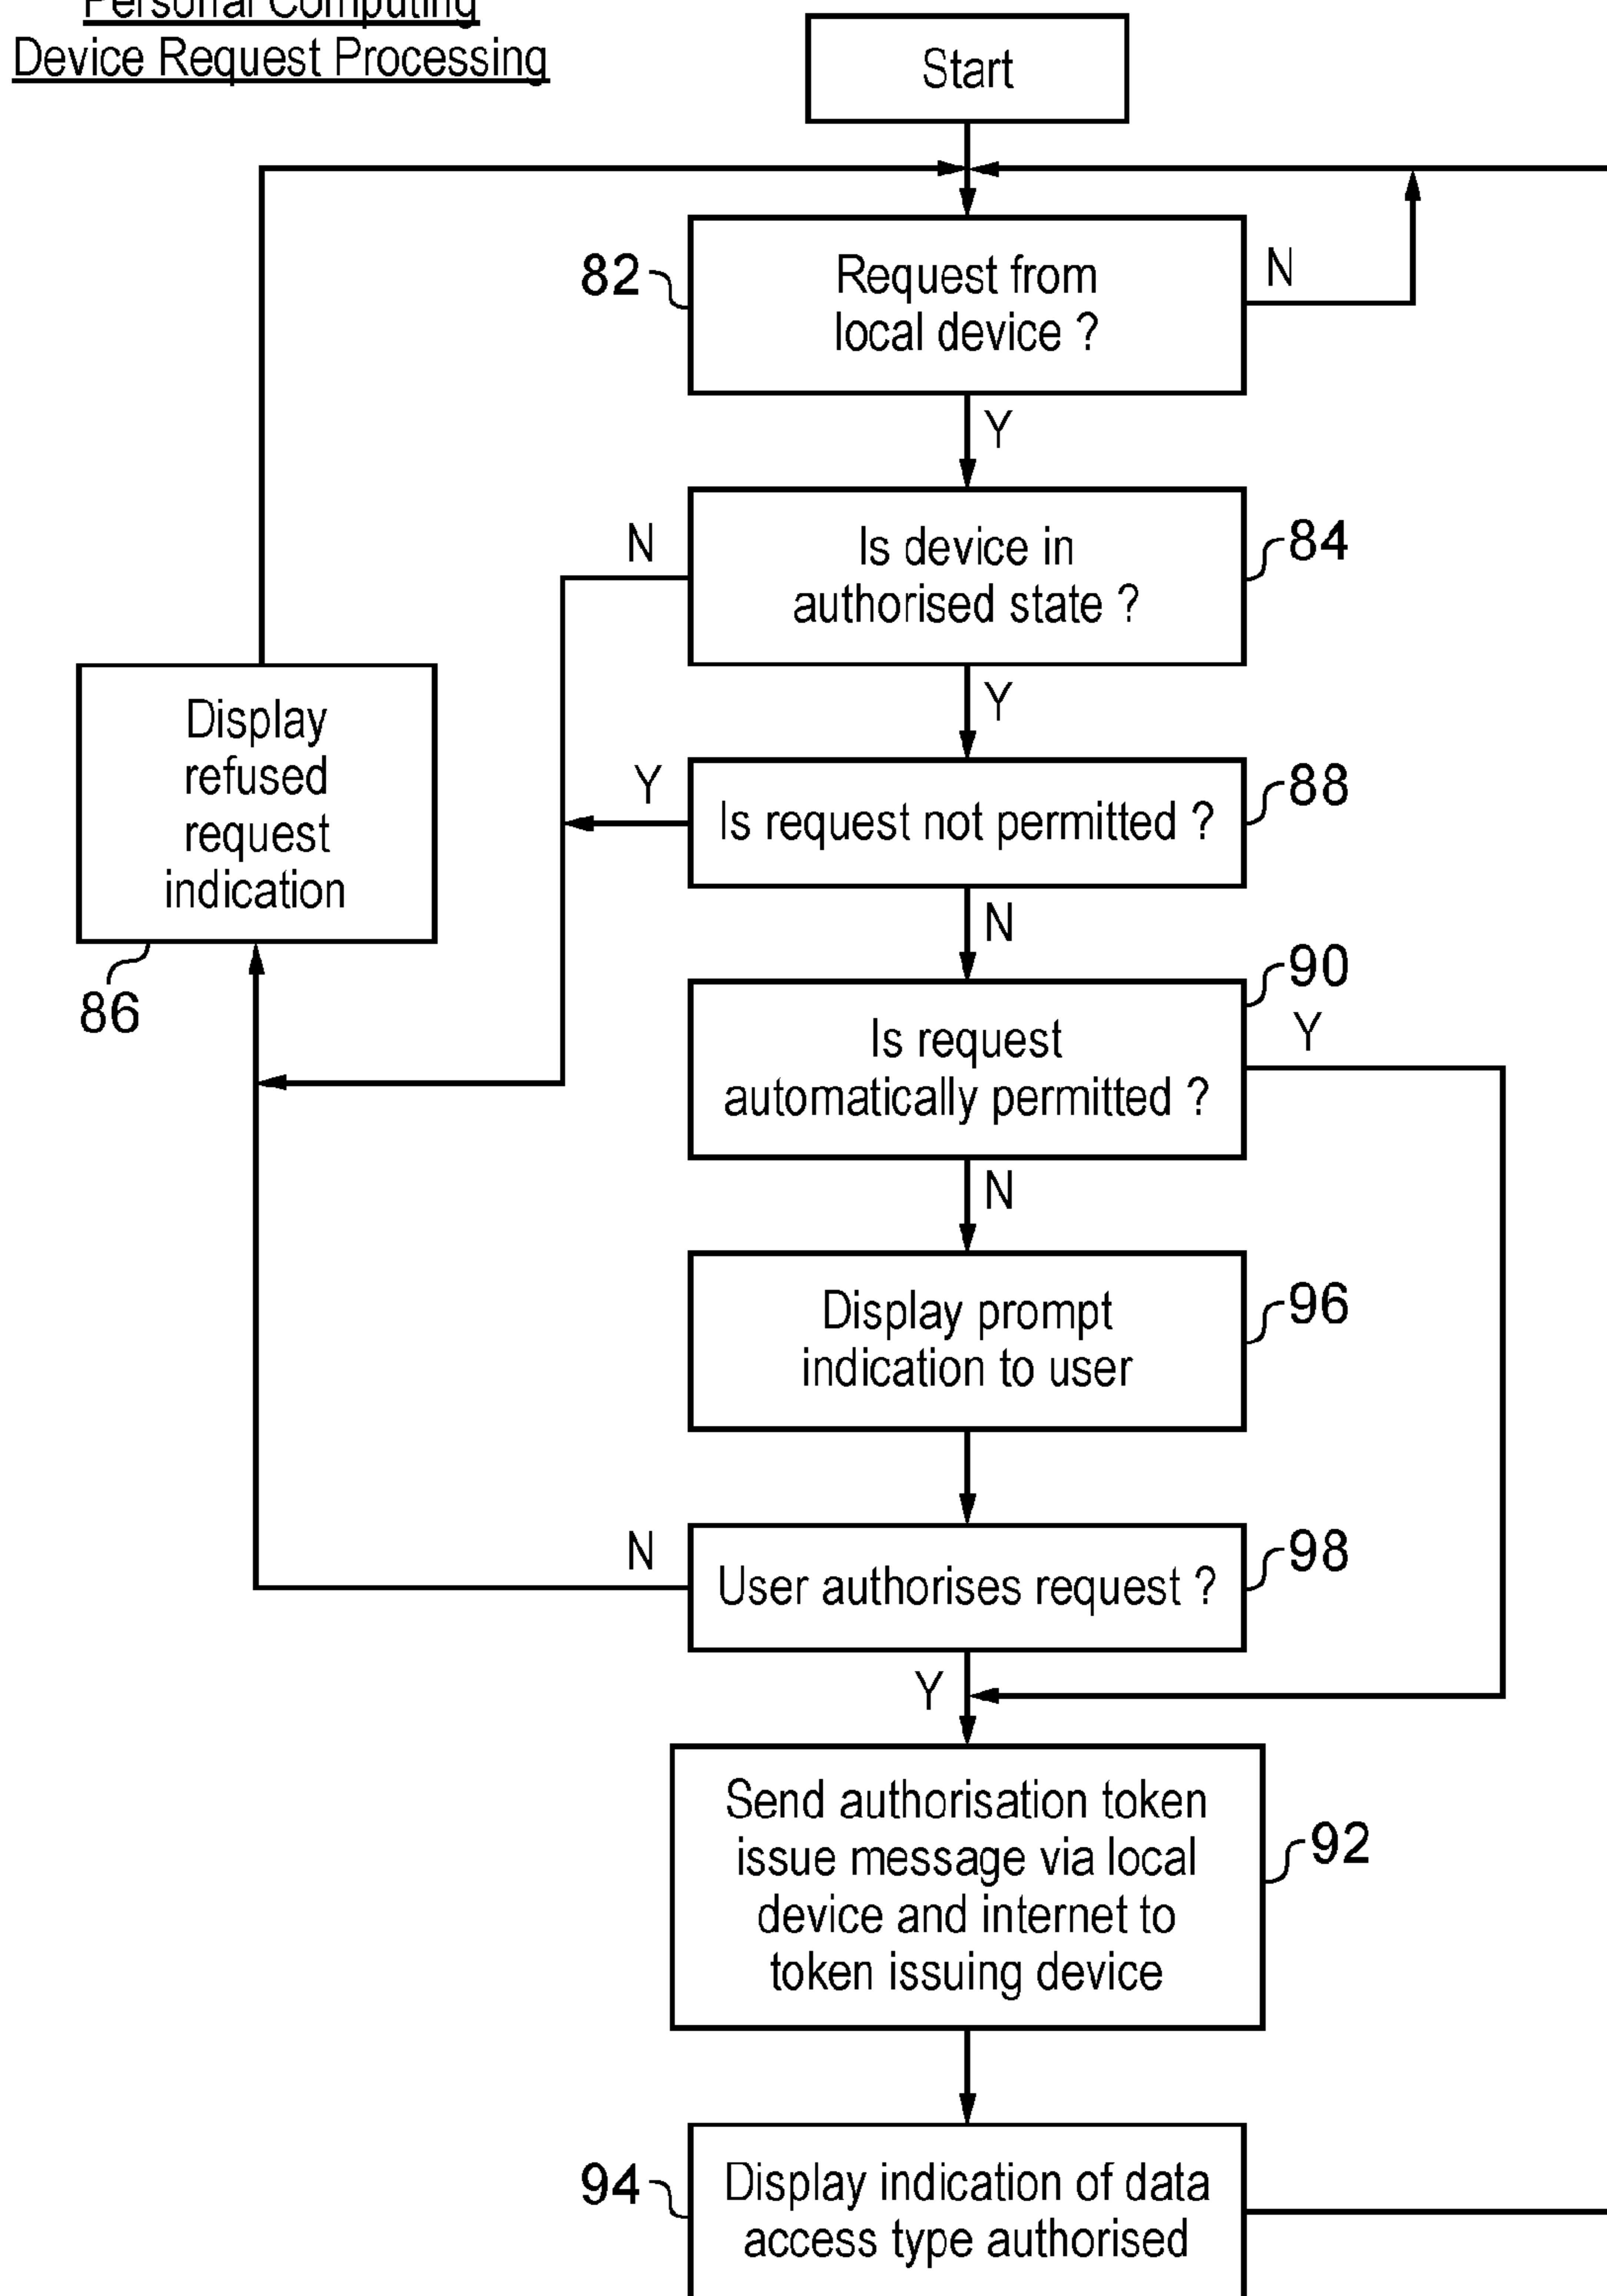 Personal Computing
Device Request Processing
Start
82
Request from
local device ?
N
Y
84
Is device in
authorised state ?
N
Y
Display
refused
request
indication
86
88
Is request not permitted ?
Y
N
90
Is request
automatically permitted ?
Y
N
96
Display prompt
indication to user
98
User authorises request ?
N
Y
92
Send authorisation token
issue message via local
device and internet to
token issuing device
94
Display indication of data
access type authorised